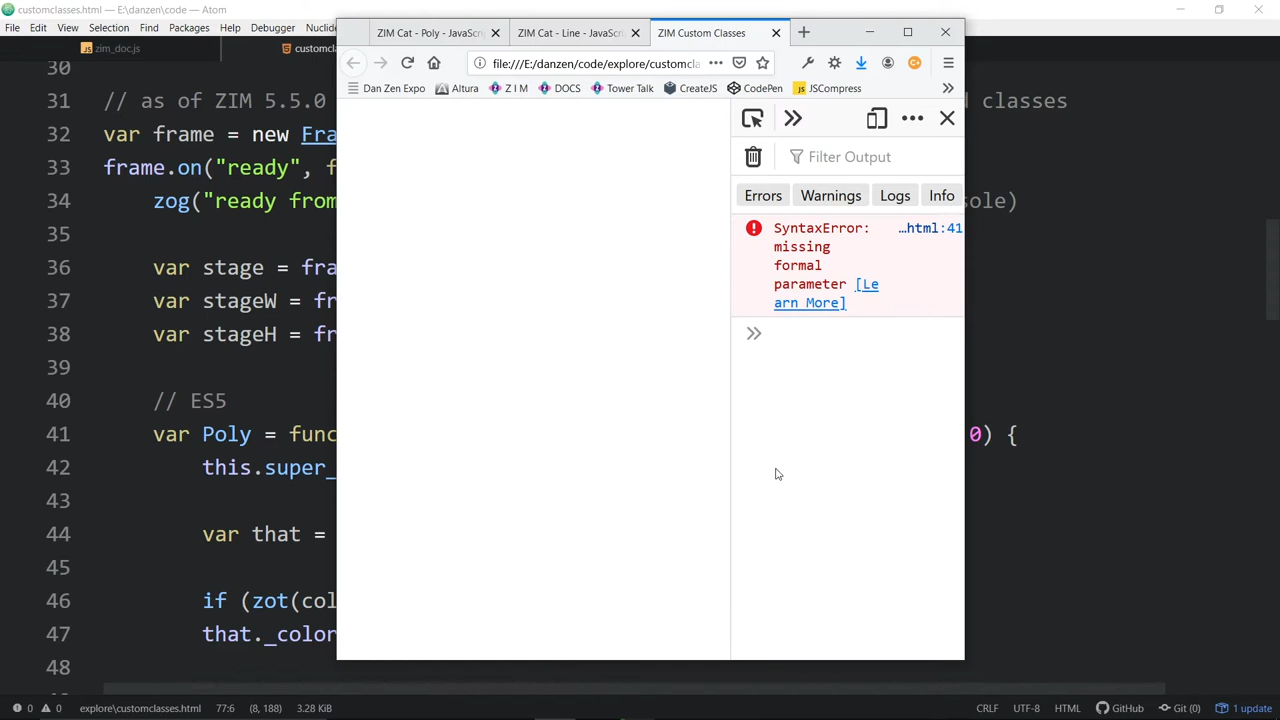 customclasses.html — E:\danzen\code — Atom
File Edit View Selection Find Packages Help Debugger Nuclide
zim_doc.js
customcl
ZIM Cat - Poly - JavaScri
ZIM Cat - Line - JavaScri
ZIM Custom Classes
file:///E:/danzen/code/explore/customcla
Dan Zen Expo Altura Z I M DOCS Tower Talk CreateJS CodePen JSCompress
Filter Output
Errors Warnings Logs Info
SyntaxError: …html:41
missing
formal
parameter [Le
arn More]
30
31 // as of ZIM 5.5.0 d classes
32 var frame = new Fra
33 frame.on("ready", f
34 zog("ready from sole)
35
36 var stage = fra
37 var stageW = fr
38 var stageH = fr
39
40 // ES5
41 var Poly = func 0) {
42 this.super_
43
44 var that =
45
46 if (zot(col
47 that._color
48
0 0 explore\customclasses.html 77:6 (8, 188) 3.28 KiB CRLF UTF-8 HTML GitHub Git (0) 1 update